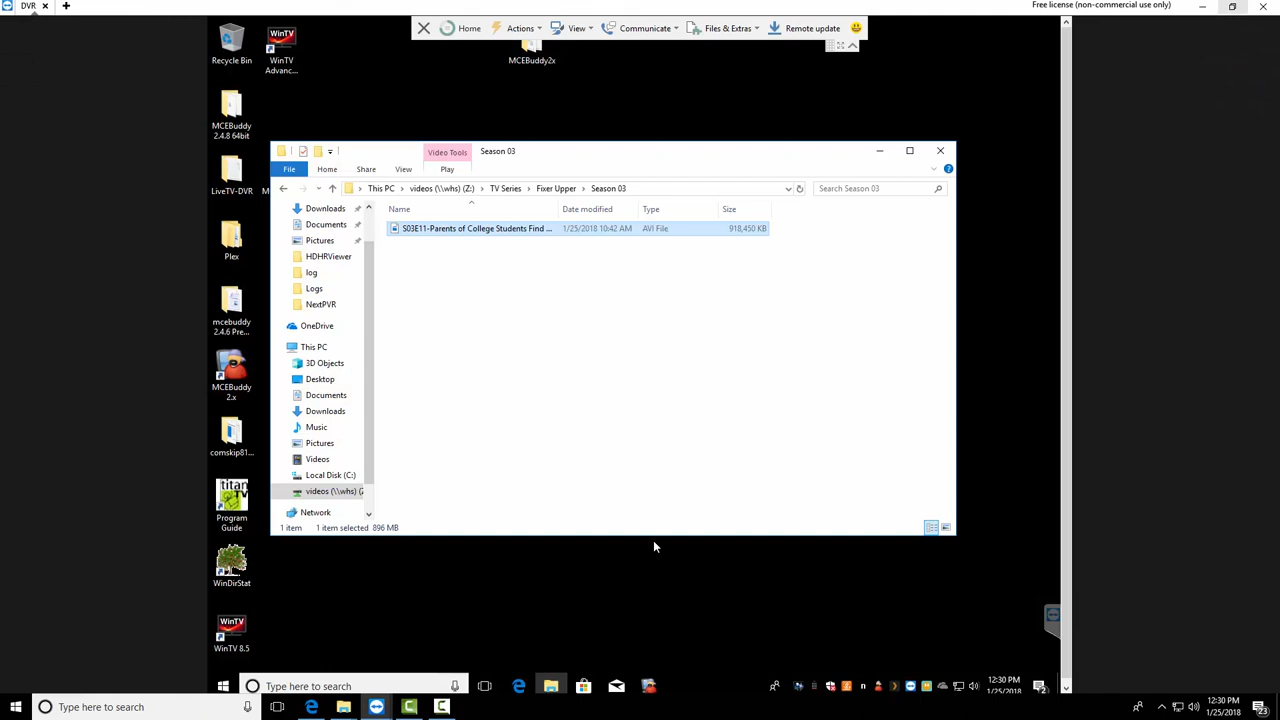 DVR
Free license (non-commercial use only)
Home
Actions
View
Communicate
Files & Extras
Remote update
Recycle Bin
WinTV
Advanc...
MCEBuddy2x
MCEBuddy
2.4.8 64bit
LiveTV-DVR
Plex
mcebuddy
2.4.6 Pre...
MCEBuddy
2.x
comskip81...
titan
TV
Program
Guide
WinDirStat
WinTV
WinTV 8.5
Video Tools
Season 03
File
Home
Share
View
Play
This PC > videos (\\whs) (Z:) > TV Series > Fixer Upper > Season 03
Search Season 03
Name
Date modified
Type
Size
S03E11-Parents of College Students Find ...
1/25/2018 10:42 AM
AVI File
918,450 KB
Downloads
Documents
Pictures
HDHRViewer
log
Logs
NextPVR
OneDrive
This PC
3D Objects
Desktop
Documents
Downloads
Music
Pictures
Videos
Local Disk (C:)
videos (\\whs) (Z
Network
1 item
1 item selected 896 MB
Type here to search
12:30 PM
1/25/2018
2
Type here to search
12:30 PM
1/25/2018
23